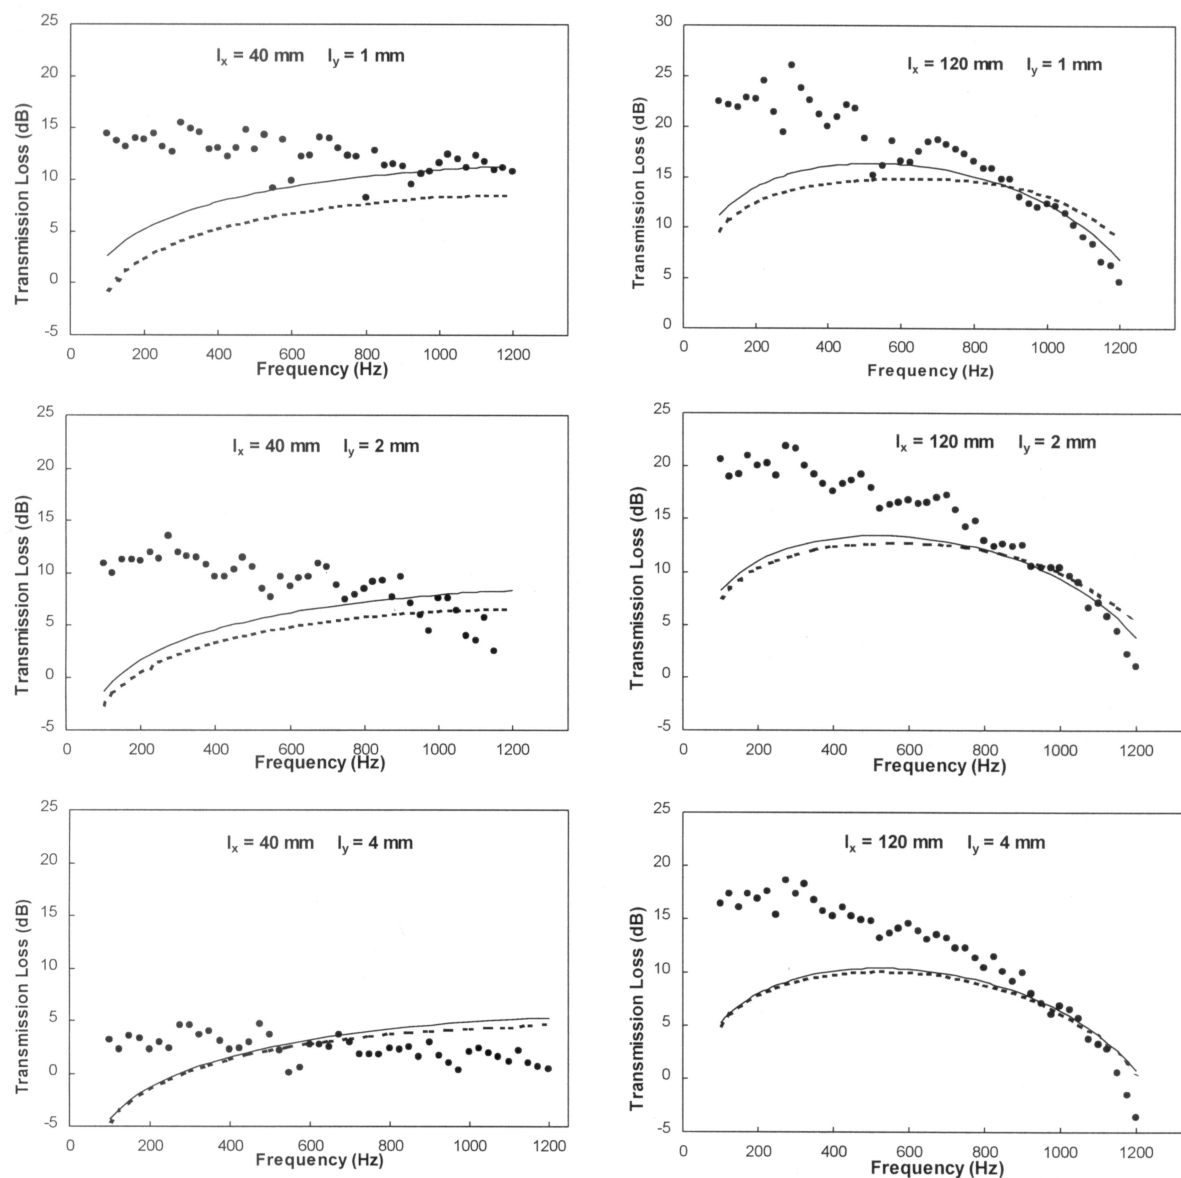 25
20
15
10
5
0
-5
Transmission Loss (dB)
lx = 40 mm ly = 1 mm
0 200 400 600 800 1000 1200
Frequency (Hz)
30
25
20
15
10
5
0
Transmission Loss (dB)
lx = 120 mm ly = 1 mm
0 200 400 600 800 1000 1200
Frequency (Hz)
25
20
15
10
5
0
-5
Transmission Loss (dB)
lx = 40 mm ly = 2 mm
0 200 400 600 800 1000 1200
Frequency (Hz)
25
20
15
10
5
0
-5
Transmission Loss (dB)
lx = 120 mm ly = 2 mm
0 200 400 600 800 1000 1200
Frequency (Hz)
25
20
15
10
5
0
-5
Transmission Loss (dB)
lx = 40 mm ly = 4 mm
0 200 400 600 800 1000 1200
Frequency (Hz)
25
20
15
10
5
0
-5
Transmission Loss (dB)
lx = 120 mm ly = 4 mm
0 200 400 600 800 1000 1200
Frequency (Hz)